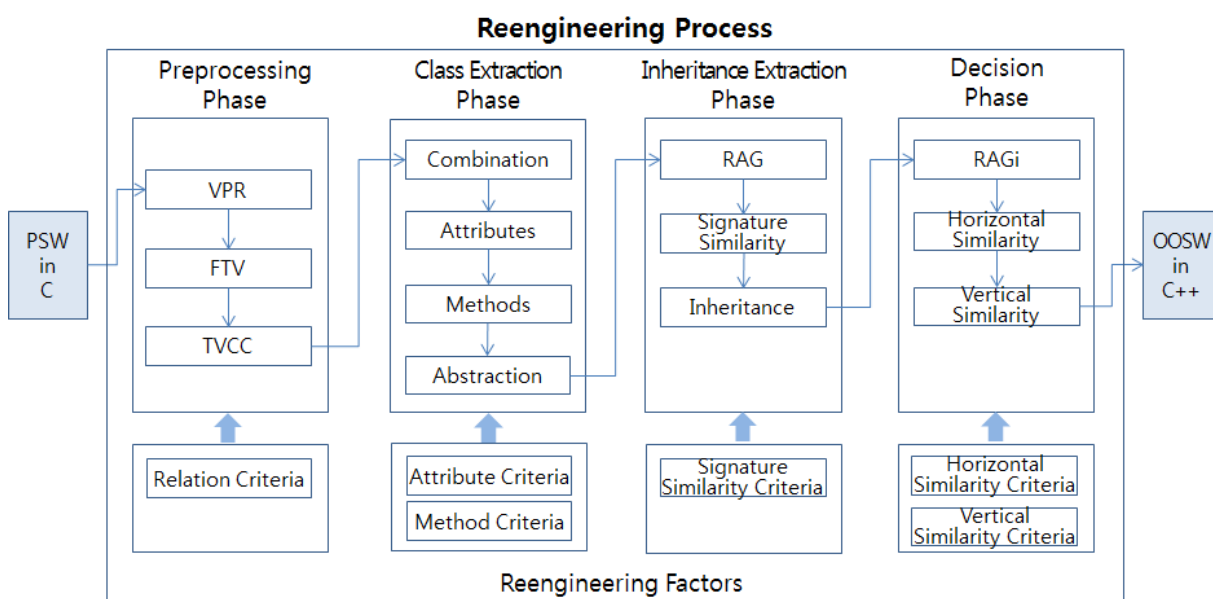 Reengineering Process
Preprocessing
Phase
Class Extraction
Phase
Inheritance Extraction
Phase
Decision
Phase
PSW
in
C
VPR
FTV
TVCC
Combination
Attributes
Methods
Abstraction
RAG
Signature
Similarity
Inheritance
RAGi
Horizontal
Similarity
Vertical
Similarity
OOSW
in
C++
Relation Criteria
Attribute Criteria
Method Criteria
Signature
Similarity Criteria
Horizontal
Similarity Criteria
Vertical
Similarity Criteria
Reengineering Factors